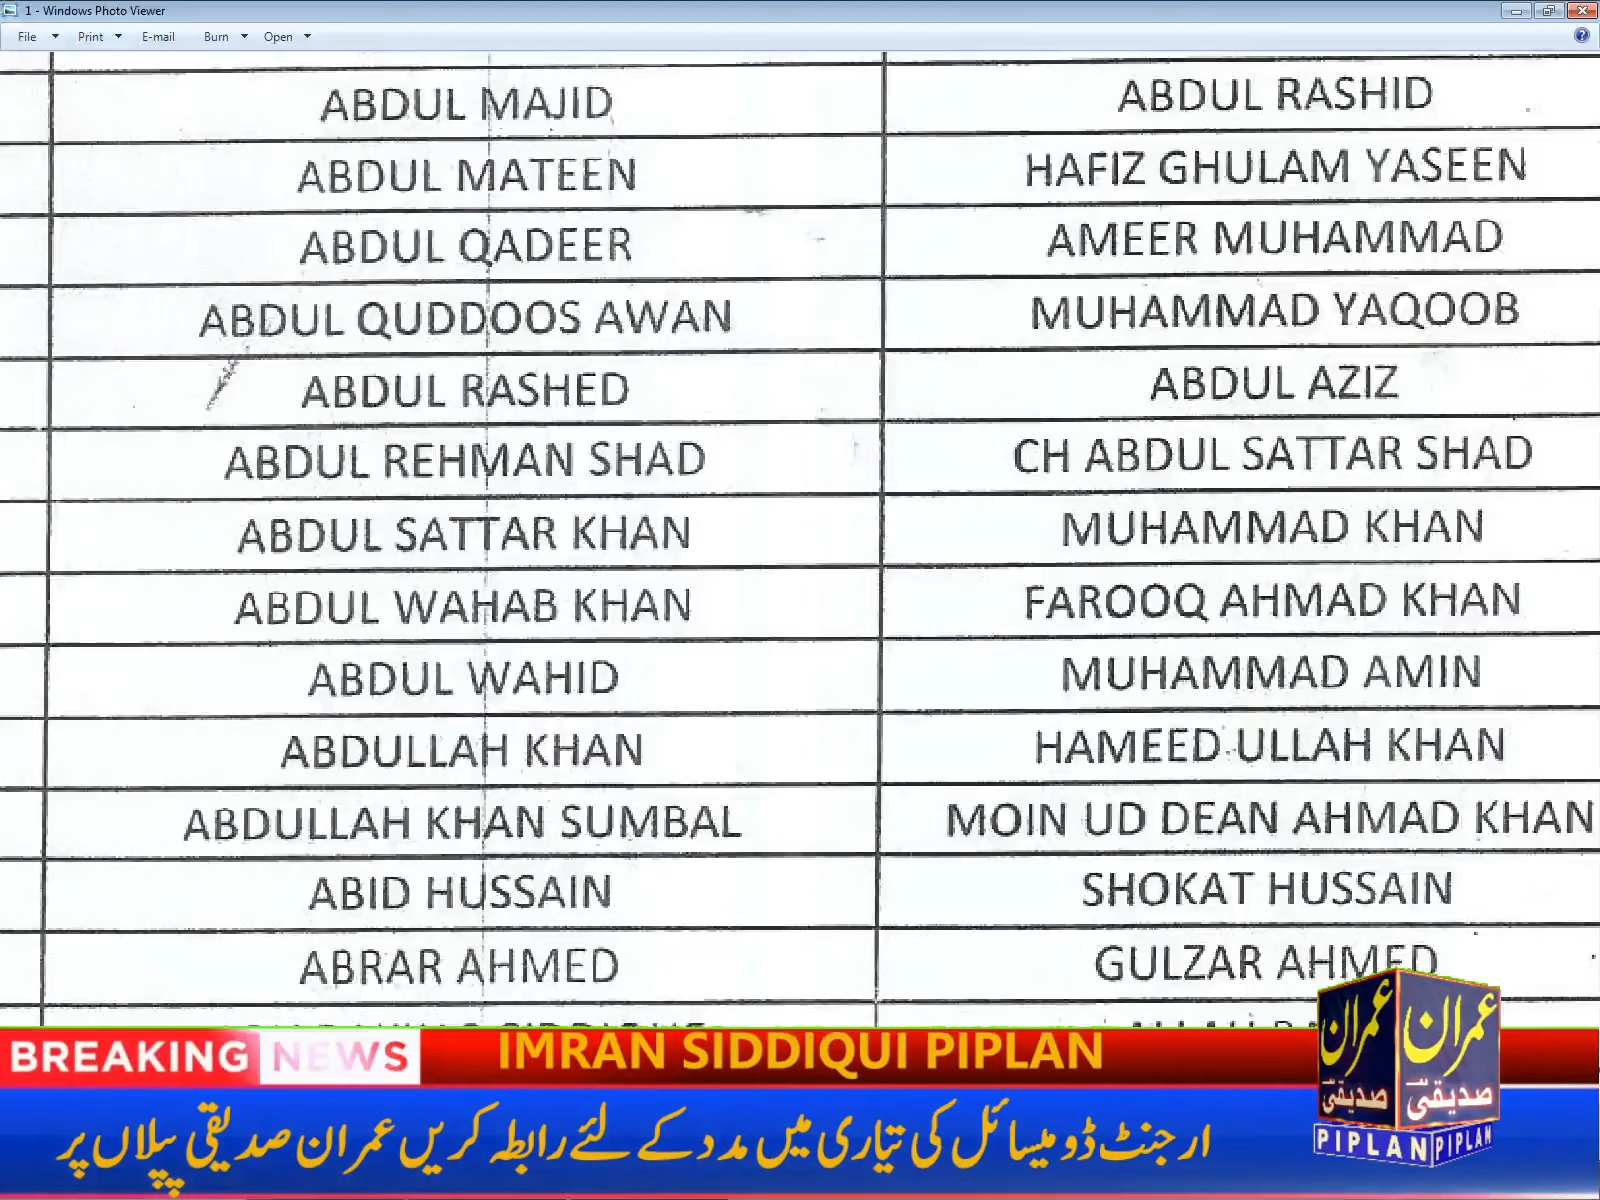 1 - Windows Photo Viewer
File Print E-mail Burn Open
ABDUL MAJID ABDUL RASHID
ABDUL MATEEN HAFIZ GHULAM YASEEN
ABDUL QADEER AMEER MUHAMMAD
ABDUL QUDDOOS AWAN MUHAMMAD YAQOOB
ABDUL RASHED ABDUL AZIZ
ABDUL REHMAN SHAD CH ABDUL SATTAR SHAD
ABDUL SATTAR KHAN MUHAMMAD KHAN
ABDUL WAHAB KHAN FAROOQ AHMAD KHAN
ABDUL WAHID MUHAMMAD AMIN
ABDULLAH KHAN HAMEED ULLAH KHAN
ABDULLAH KHAN SUMBAL MOIN UD DEAN AHMAD KHAN
ABID HUSSAIN SHOKAT HUSSAIN
ABRAR AHMED GULZAR AHMED
BREAKING NEWS IMRAN SIDDIQUI PIPLAN
عمران عمران
صدیقی صدیقی
PIPLAN PIPLAN
ارجنٹ ڈومیسائل کی تیاری میں مدد کے لئے رابطہ کریں عمران صدیقی پپلاں پر